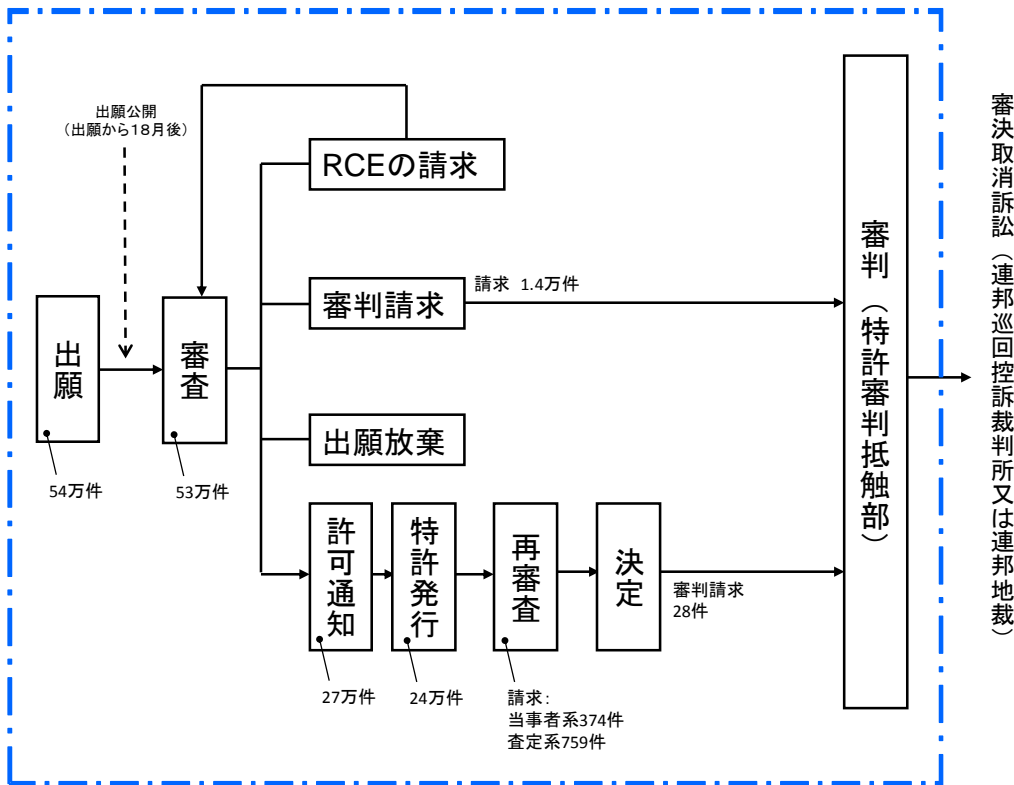 出願公開
（出願から１８月後）
RCEの請求
審判請求
請求 1.4万件
出願
審査
出願放棄
54万件
53万件
許可通知
特許発行
再審査
決定
審判請求
28件
27万件
24万件
請求：
当事者系374件
査定系759件
審判（特許審判抵触部）
審決取消訴訟（連邦巡回控訴裁判所又は連邦地裁）